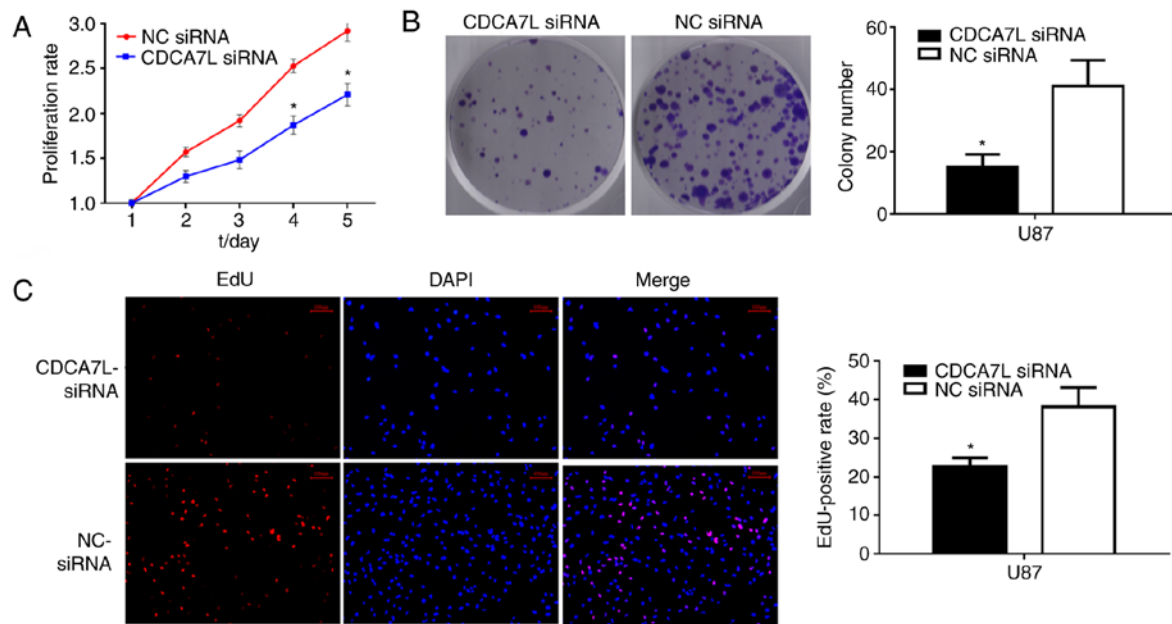 A
3.0
2.5
2.0
1.5
1.0
Proliferation rate
NC siRNA
CDCA7L siRNA
*
*
1 2 3 4 5
t/day
B
CDCA7L siRNA
NC siRNA
60
40
20
0
Colony number
CDCA7L siRNA
NC siRNA
*
U87
C
EdU
DAPI
Merge
CDCA7L-
siRNA
NC-
siRNA
50
40
30
20
10
0
EdU-positive rate (%)
CDCA7L siRNA
NC siRNA
*
U87